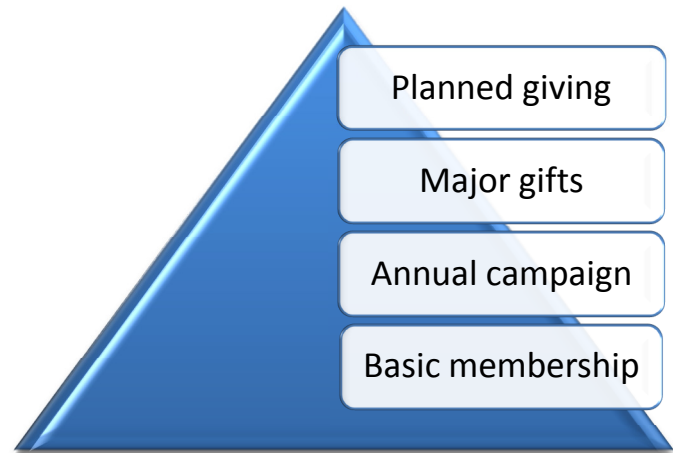 Planned giving
Major gifts
Annual campaign
Basic membership